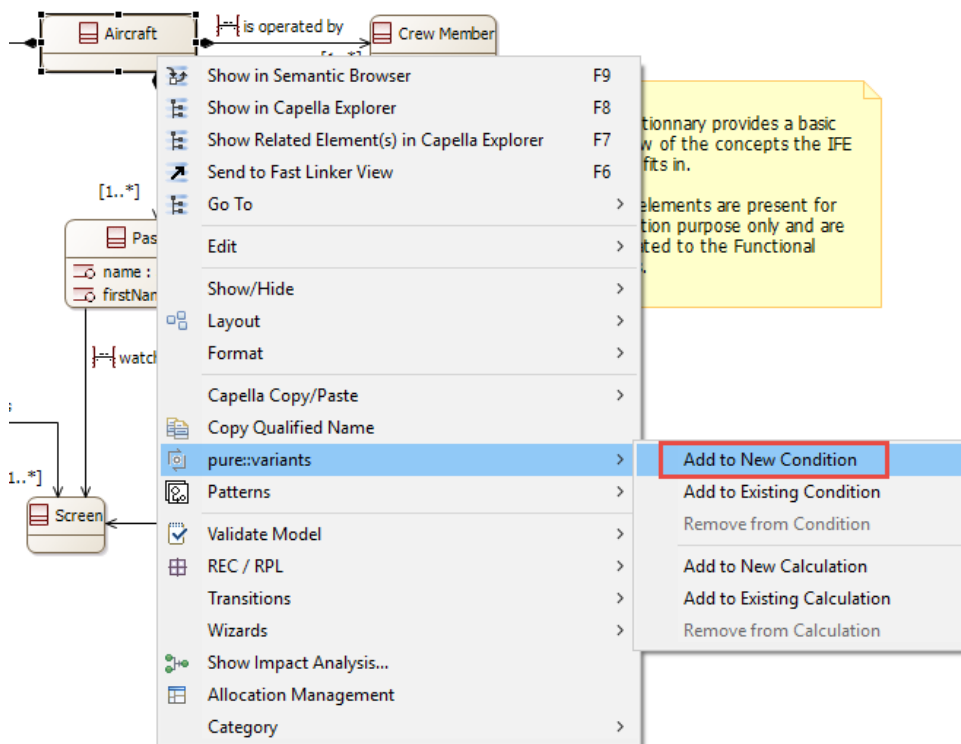 Aircraft
is operated by
Crew Member
Show in Semantic Browser F9
Show in Capella Explorer F8
Show Related Element(s) in Capella Explorer F7
Send to Fast Linker View F6
Go To
Edit
Show/Hide
Layout
Format
Capella Copy/Paste
Copy Qualified Name
pure::variants
Patterns
Validate Model
REC / RPL
Transitions
Wizards
Show Impact Analysis...
Allocation Management
Category
Add to New Condition
Add to Existing Condition
Remove from Condition
Add to New Calculation
Add to Existing Calculation
Remove from Calculation
tionnary provides a basic
w of the concepts the IFE
fits in.
elements are present for
tion purpose only and are
ted to the Functional
[1..*]
Pas
name :
firstNam
watch
1..*]
Screen